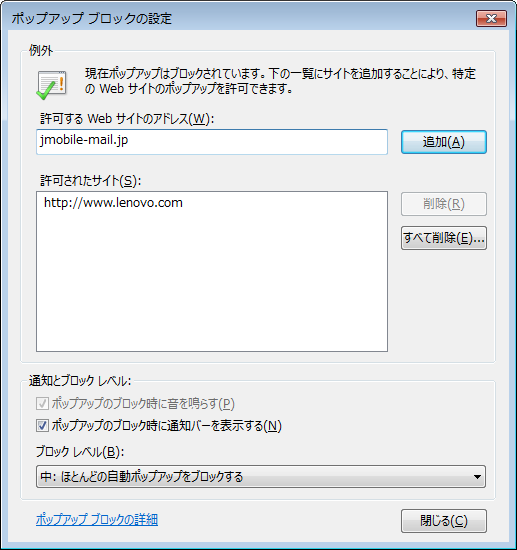 ポップアップ ブロックの設定
例外
現在ポップアップはブロックされています。下の一覧にサイトを追加することにより、特定
の Web サイトのポップアップを許可できます。
許可する Web サイトのアドレス(W):
jmobile-mail.jp
追加(A)
許可されたサイト(S):
http://www.lenovo.com
削除(R)
すべて削除(E)...
通知とブロック レベル:
ポップアップのブロック時に音を鳴らす(P)
ポップアップのブロック時に通知バーを表示する(N)
ブロック レベル(B):
中: ほとんどの自動ポップアップをブロックする
ポップアップ ブロックの詳細
閉じる(C)